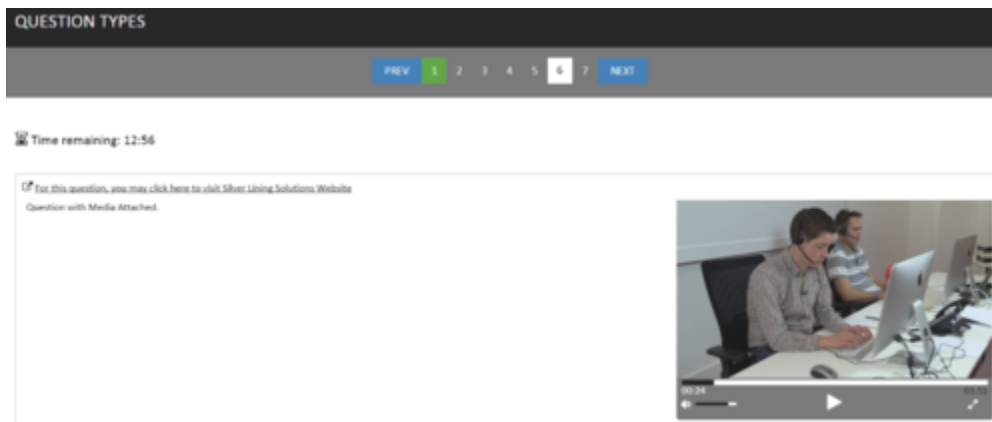 QUESTION TYPES
PREV 1 2 3 4 5 6 7 NEXT
Time remaining: 12:56
For this question, you may click here to visit Silver Lining Solutions Website
Question with Media Attached.
00:24